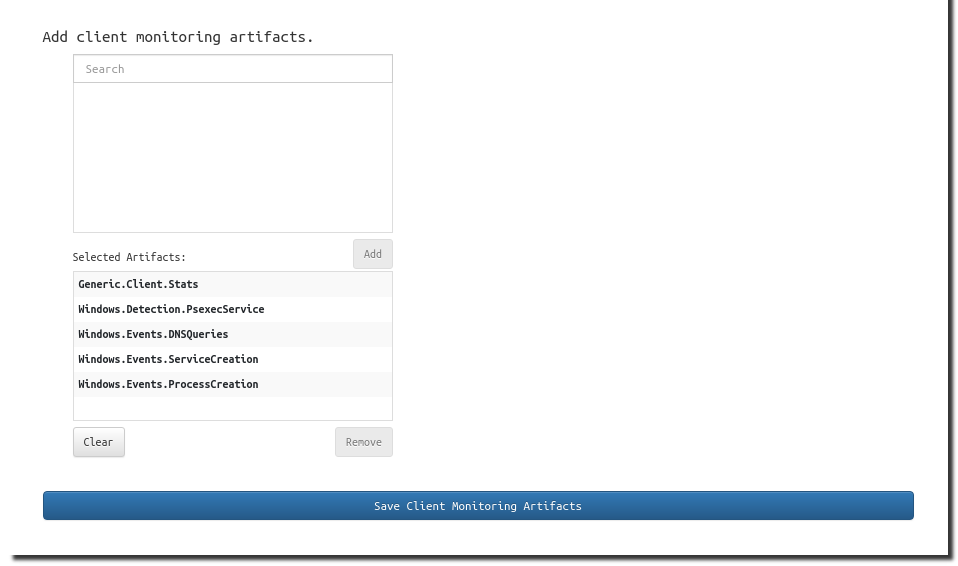 Add client monitoring artifacts.
Search
Selected Artifacts:
Add
Generic.Client.Stats
Windows.Detection.PsexecService
Windows.Events.DNSQueries
Windows.Events.ServiceCreation
Windows.Events.ProcessCreation
Clear
Remove
Save Client Monitoring Artifacts